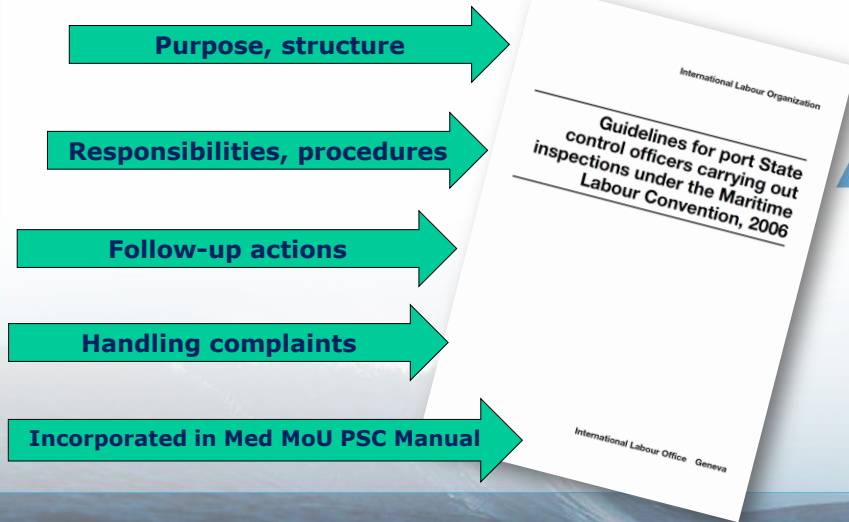 Purpose, structure
Responsibilities, procedures
Follow-up actions
Handling complaints
Incorporated in Med MoU PSC Manual
International Labour Organization
Guidelines for port State
control officers carrying out
inspections under the Maritime
Labour Convention, 2006
International Labour Office Geneva